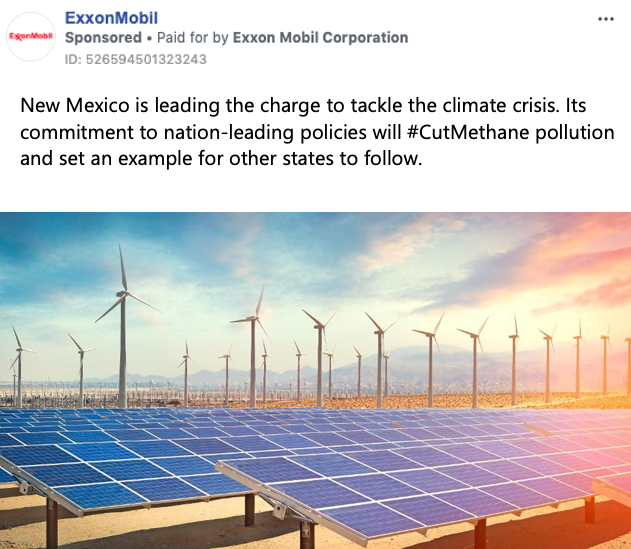 ExxonMobil
ExxonMobil
Sponsored • Paid for by Exxon Mobil Corporation
ID: 526594501323243
New Mexico is leading the charge to tackle the climate crisis. Its
commitment to nation-leading policies will #CutMethane pollution
and set an example for other states to follow.